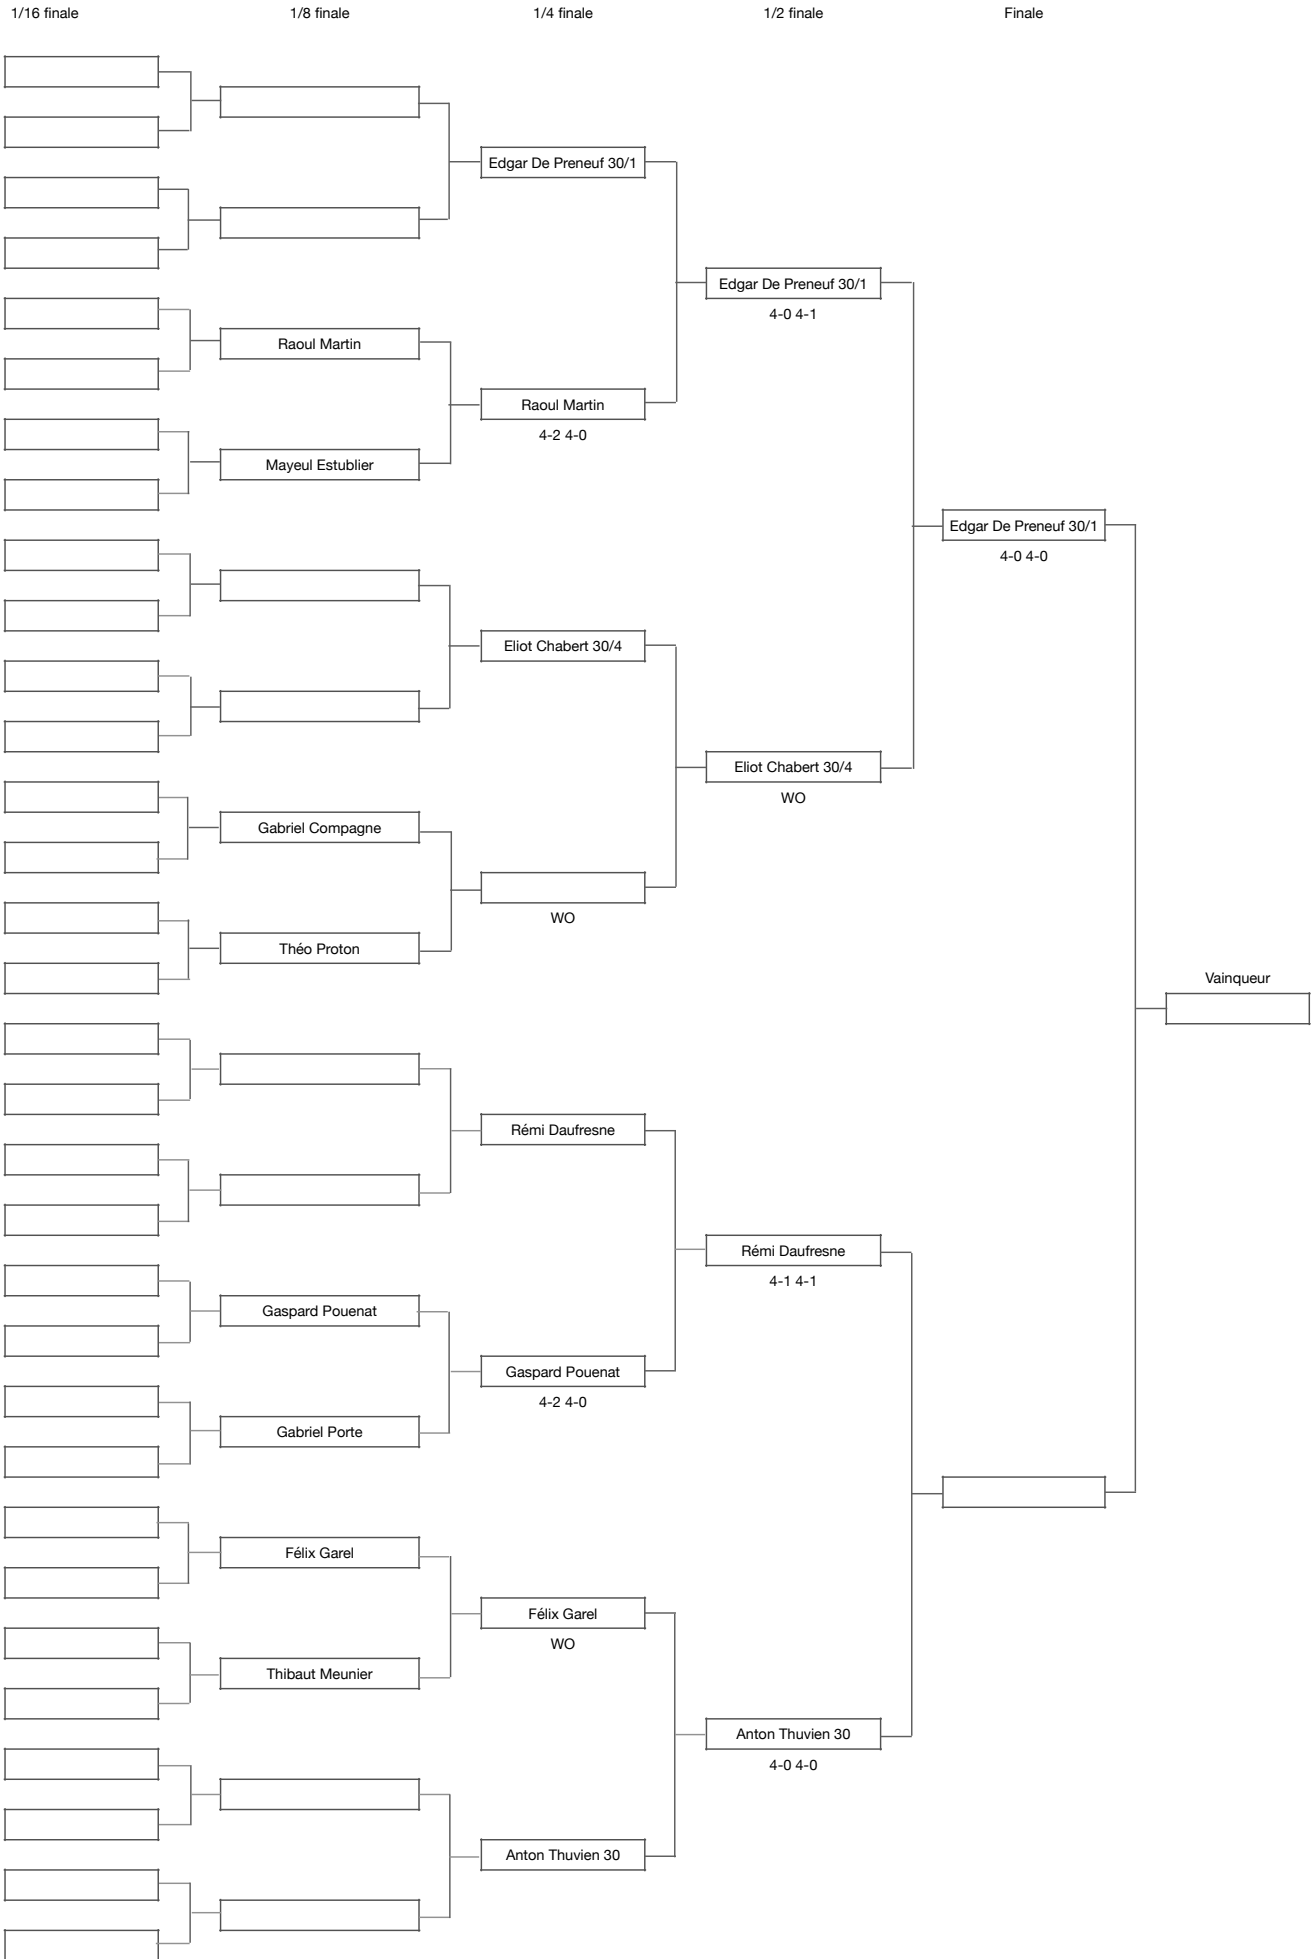 1/16 finale
1/8 finale
1/4 finale
1/2 finale
Finale
Edgar De Preneuf 30/1
Edgar De Preneuf 30/1
4-0 4-1
Raoul Martin
Raoul Martin
4-2 4-0
Mayeul Estublier
Edgar De Preneuf 30/1
4-0 4-0
Eliot Chabert 30/4
Eliot Chabert 30/4
WO
Gabriel Compagne
WO
Théo Proton
Vainqueur
Rémi Daufresne
Rémi Daufresne
4-1 4-1
Gaspard Pouenat
Gaspard Pouenat
4-2 4-0
Gabriel Porte
Félix Garel
Félix Garel
WO
Thibaut Meunier
Anton Thuvien 30
4-0 4-0
Anton Thuvien 30